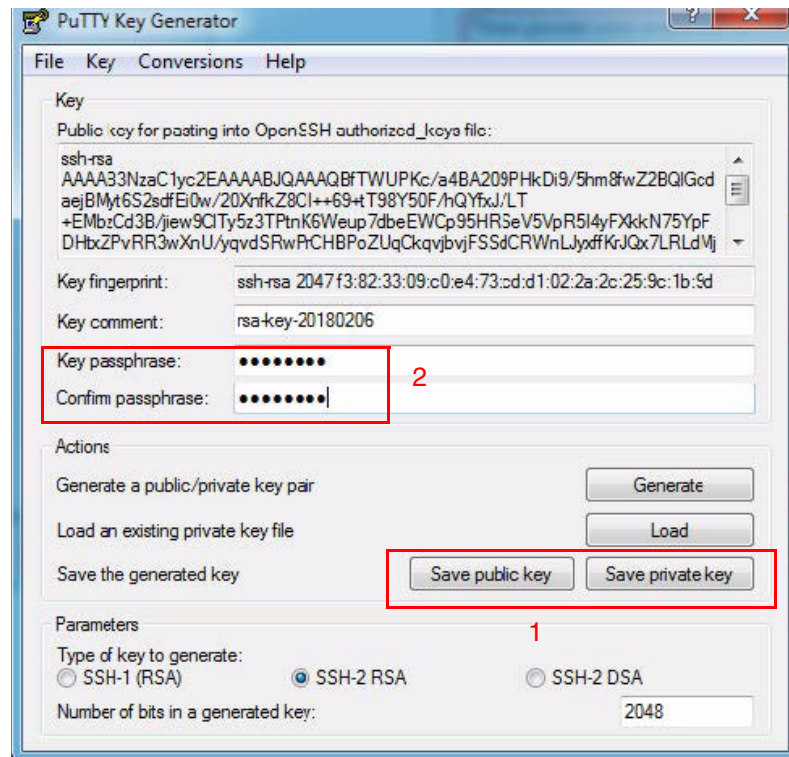 PuTTY Key Generator
File Key Conversions Help
Key
Public key for pasting into OpenSSH authorized_keys file:
ssh-rsa
AAAAB3NzaC1yc2EAAAABJQAAAQBfTWUPKc/a4BA209PHkDi9/5hm8fwZ2BQIGcd
aejBMyt6S2sdfEi0w/20XnfkZ8CI++69+tT98Y50F/hQYfxJ/LT
+EMbzCd3B/jiew9CITy5z3TPtnK6Weup7dbeEWCp95HRSeV5VpR5I4yFXkkN75YpF
DHtxZPvRR3wXnU/yqvdSRwPrCHBPoZUqCkqvjbvjFSSdCRWnLJyxffKrJQx7LRLdMj
Key fingerprint: ssh-rsa 2047 f3:82:33:09:c0:e4:73:cd:d1:02:2a:2c:25:9c:1b:9d
Key comment: rsa-key-20180206
Key passphrase: ●●●●●●●●
2
Confirm passphrase: ●●●●●●●●
Actions
Generate a public/private key pair Generate
Load an existing private key file Load
Save the generated key Save public key Save private key
1
Parameters
Type of key to generate:
SSH-1 (RSA) SSH-2 RSA SSH-2 DSA
Number of bits in a generated key: 2048